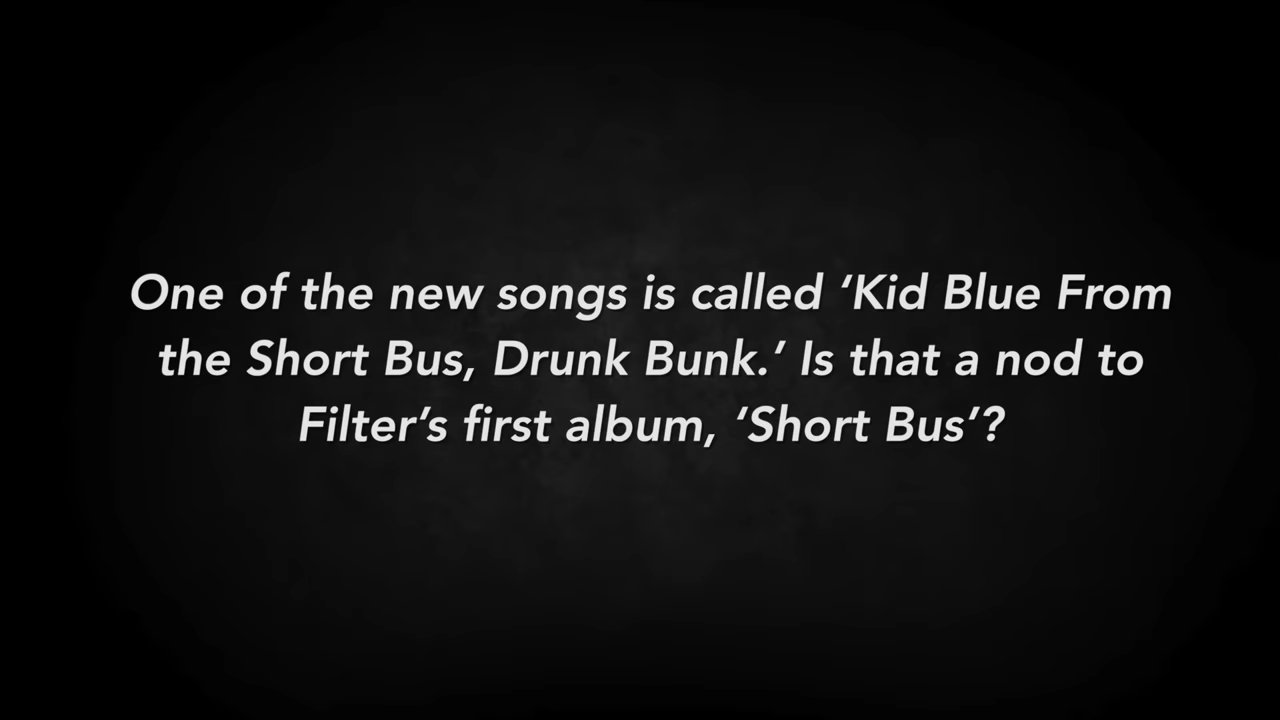 One of the new songs is called ‘Kid Blue From
the Short Bus, Drunk Bunk.’ Is that a nod to
Filter’s first album, ‘Short Bus’?